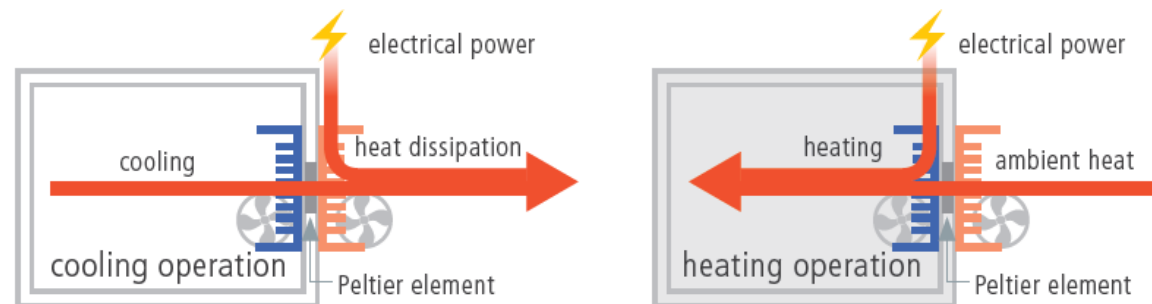 electrical power
cooling
heat dissipation
cooling operation
Peltier element
electrical power
heating
ambient heat
heating operation
Peltier element